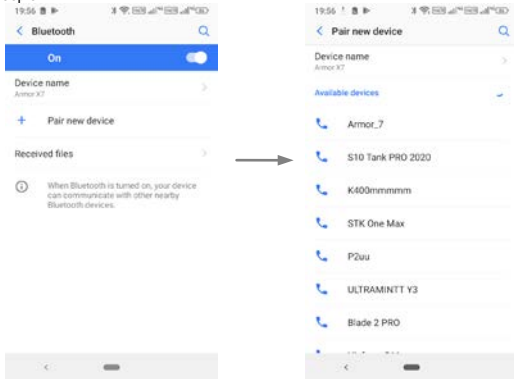 19:56
Bluetooth
On
Device name
Armor X7
Pair new device
Received files
When Bluetooth is turned on, your device
can communicate with other nearby
Bluetooth devices.
19:56
Pair new device
Device name
Armor X7
Available devices
Armor_7
S10 Tank PRO 2020
K400mmmmm
STK One Max
P2uu
ULTRAMINTT Y3
Blade 2 PRO